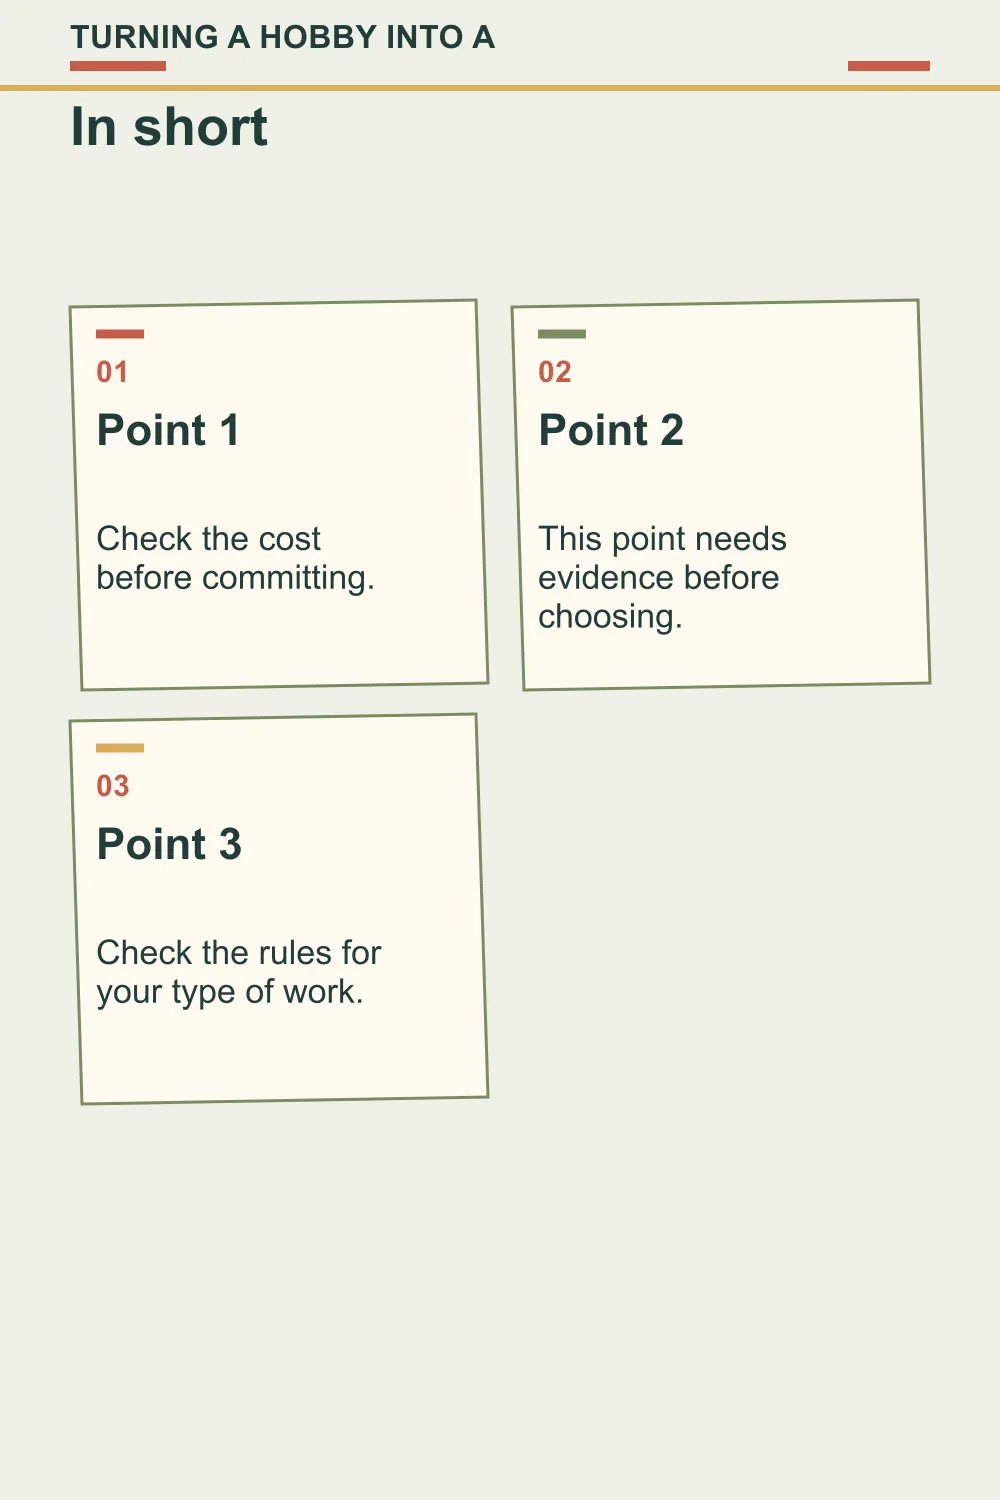 TURNING A HOBBY INTO A
In short
01
Point 1
Check the cost
before committing.
02
Point 2
This point needs
evidence before
choosing.
03
Point 3
Check the rules for
your type of work.